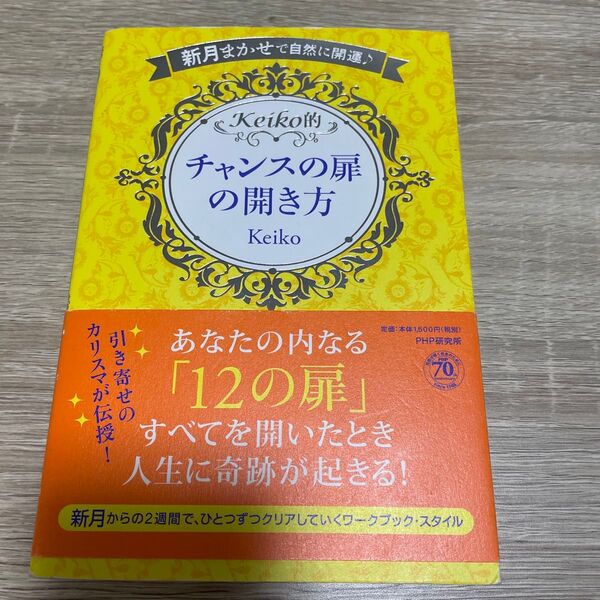 新月まかせで自然に開運♪
Keiko的
チャンスの扉
の開き方
Keiko
定価：本体1,500円（税別）
PHP研究所
PHP
70
引き寄せの
カリスマが伝授！
あなたの内なる
「12の扉」
すべてを開いたとき
人生に奇跡が起きる！
新月からの2週間で、ひとつずつクリアしていくワークブック・スタイル